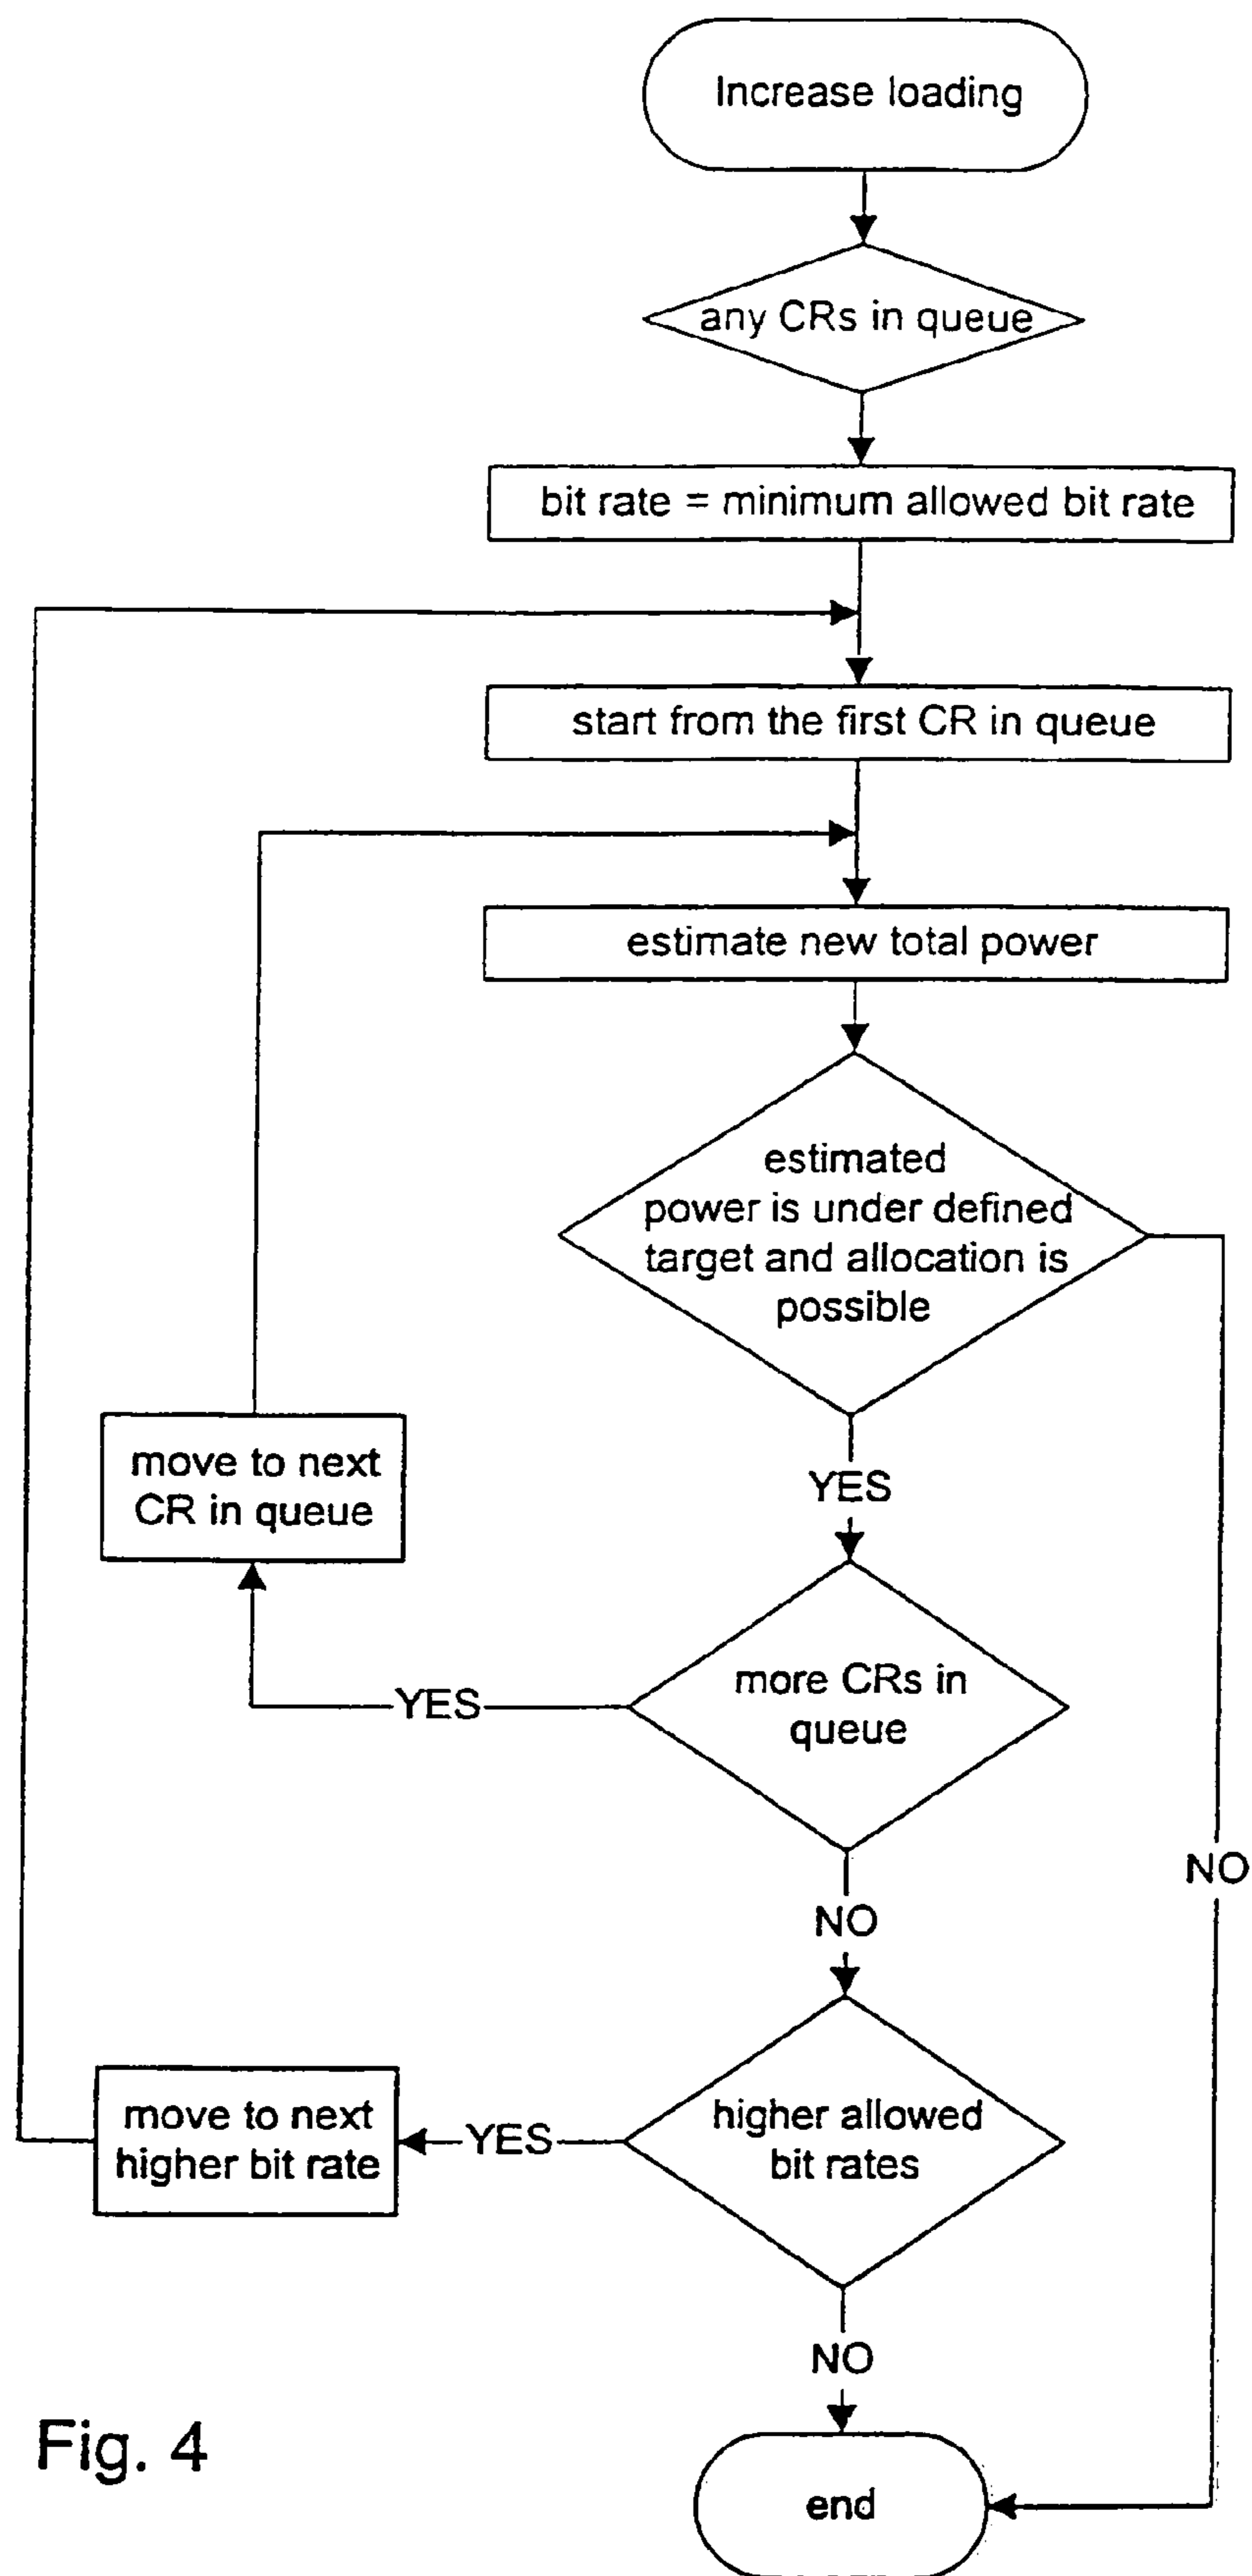 Increase loading
any CRs in queue
bit rate = minimum allowed bit rate
start from the first CR in queue
estimate new total power
estimated
power is under defined
target and allocation is
possible
move to next
CR in queue
YES
more CRs in
queue
YES
NO
NO
higher allowed
bit rates
YES
move to next
higher bit rate
NO
end
Fig. 4